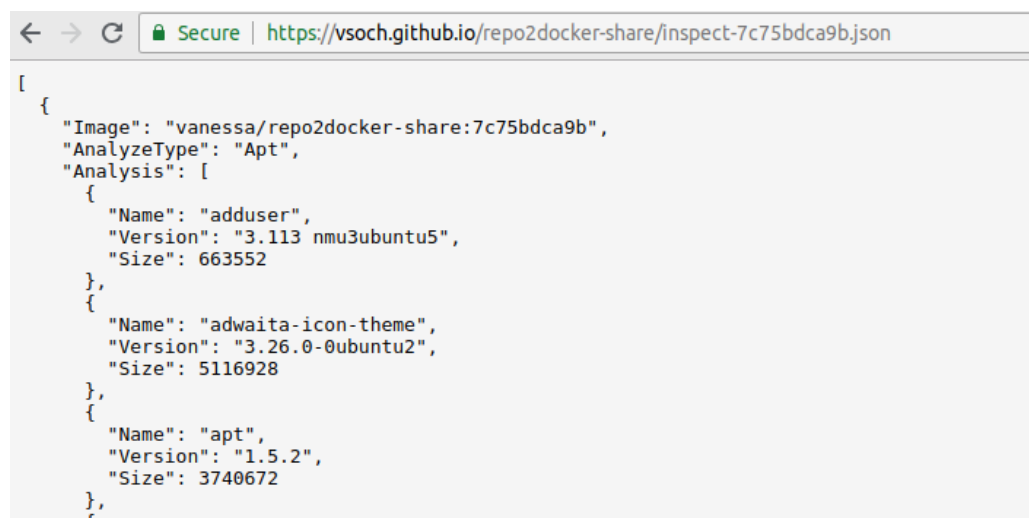 Secure | https://vsoch.github.io/repo2docker-share/inspect-7c75bdca9b.json
[
  {
    "Image": "vanessa/repo2docker-share:7c75bdca9b",
    "AnalyzeType": "Apt",
    "Analysis": [
      {
        "Name": "adduser",
        "Version": "3.113 nmu3ubuntu5",
        "Size": 663552
      },
      {
        "Name": "adwaita-icon-theme",
        "Version": "3.26.0-0ubuntu2",
        "Size": 5116928
      },
      {
        "Name": "apt",
        "Version": "1.5.2",
        "Size": 3740672
      },
      {